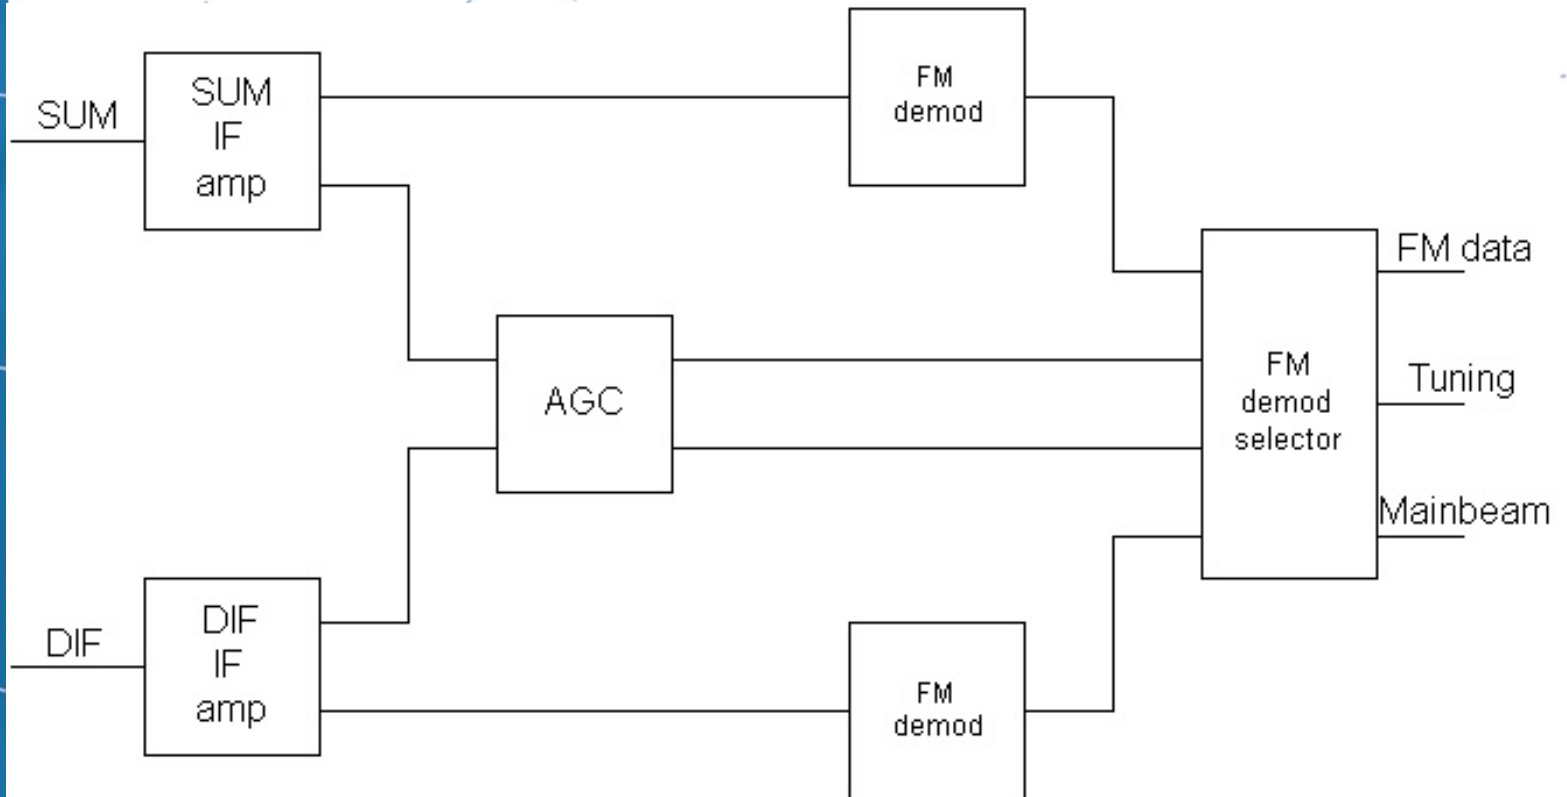 SUM
SUM
IF
amp
FM
demod
AGC
FM
demod
selector
FM data
Tuning
Mainbeam
DIF
DIF
IF
amp
FM
demod